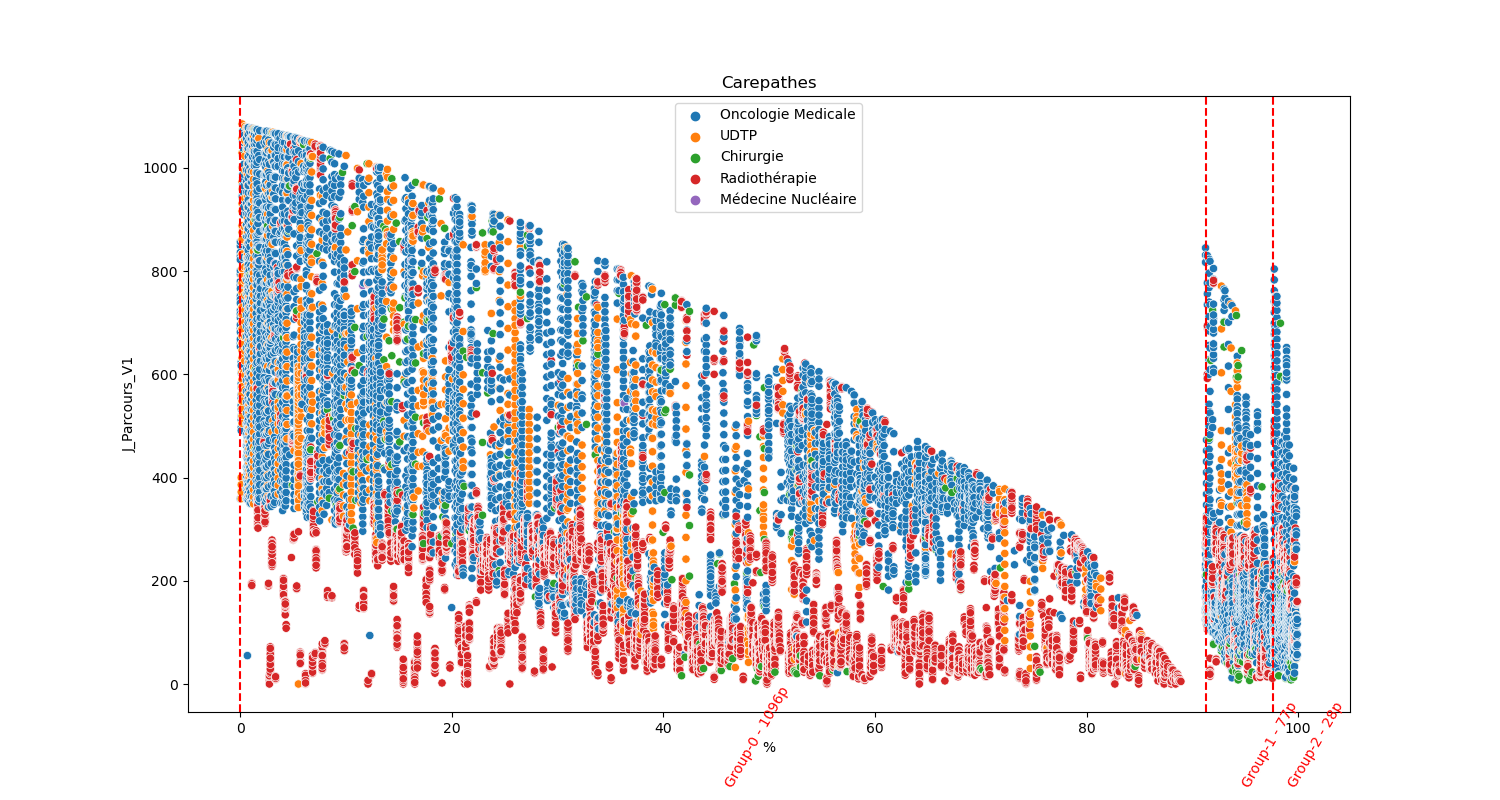 Carepathes
Oncologie Medicale
UDTP
Chirurgie
Radiothérapie
Médecine Nucléaire
J_Parcours_V1
1000
800
600
400
200
0
0 20 40 60 80 100
%
Group-0 - 1096p
Group-1 - 77p
Group-2 - 28p